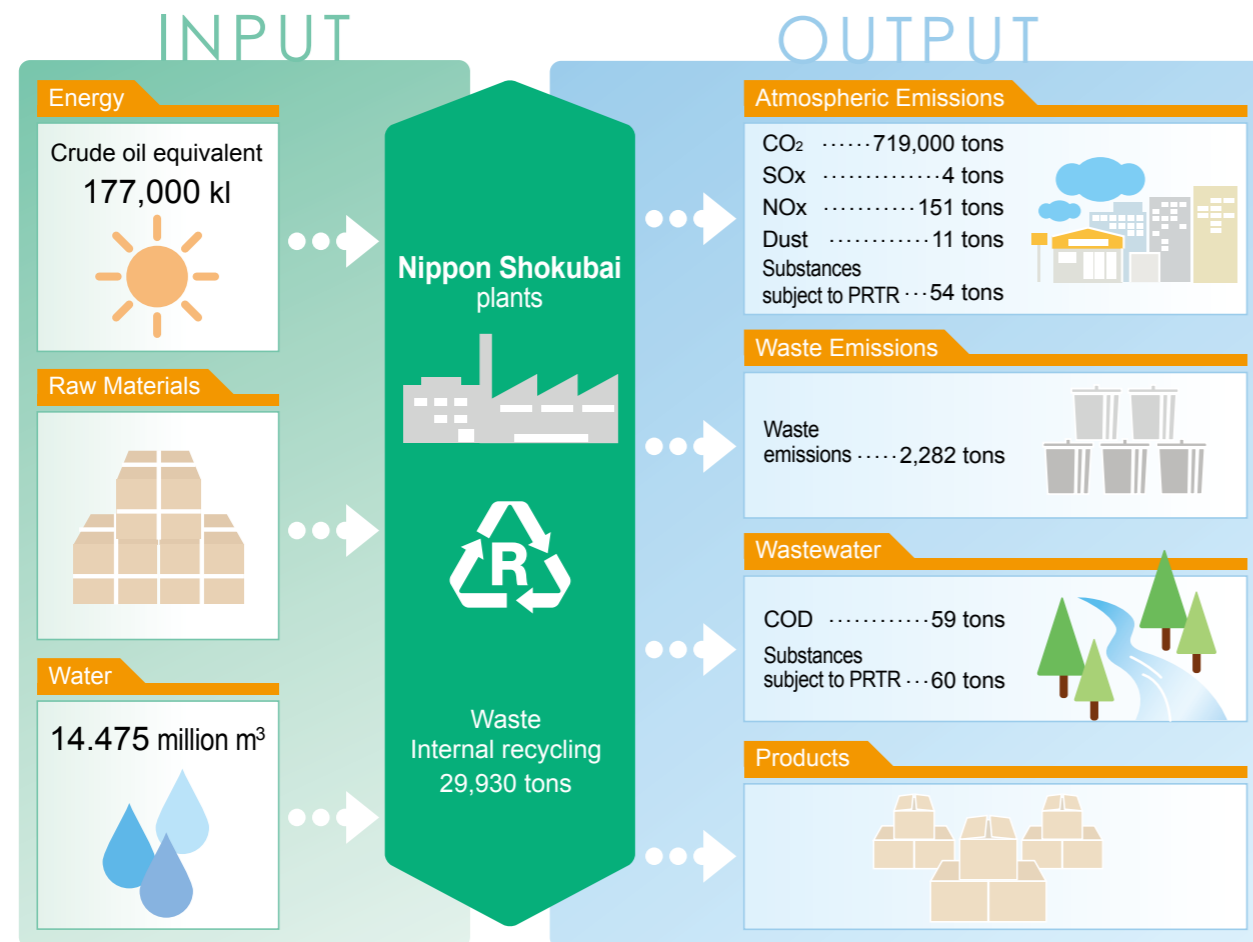 INPUT
Energy
Crude oil equivalent
177,000 kl
Raw Materials
Water
14.475 million m³
Nippon Shokubai
plants
R
Waste
Internal recycling
29,930 tons
OUTPUT
Atmospheric Emissions
CO₂ ······719,000 tons
SOx ··············4 tons
NOx ···········151 tons
Dust ············11 tons
Substances
subject to PRTR ···54 tons
Waste Emissions
Waste
emissions ·····2,282 tons
Wastewater
COD ············59 tons
Substances
subject to PRTR ···60 tons
Products